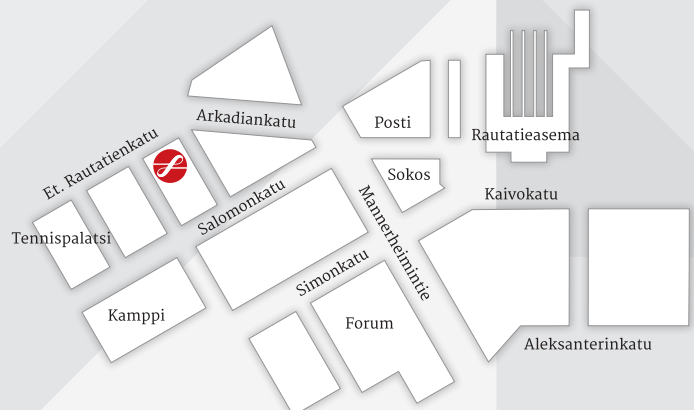 Arkadiankatu
Posti
Rautatieasema
Et. Rautatienkatu
Sokos
Kaivokatu
Salomonkatu
Mannerheimintie
Tennispalatsi
Simonkatu
Kamppi
Forum
Aleksanterinkatu